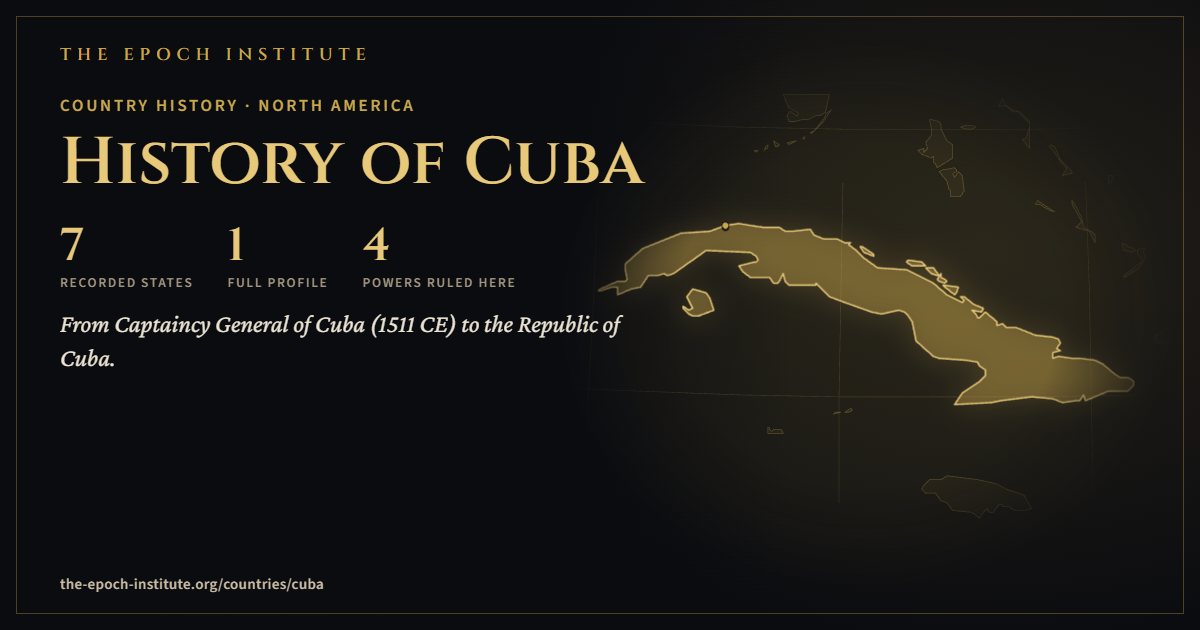 THE EPOCH INSTITUTE
COUNTRY HISTORY · NORTH AMERICA
HISTORY OF CUBA
7 1 4
RECORDED STATES FULL PROFILE POWERS RULED HERE
From Captaincy General of Cuba (1511 CE) to the Republic of
Cuba.
the-epoch-institute.org/countries/cuba